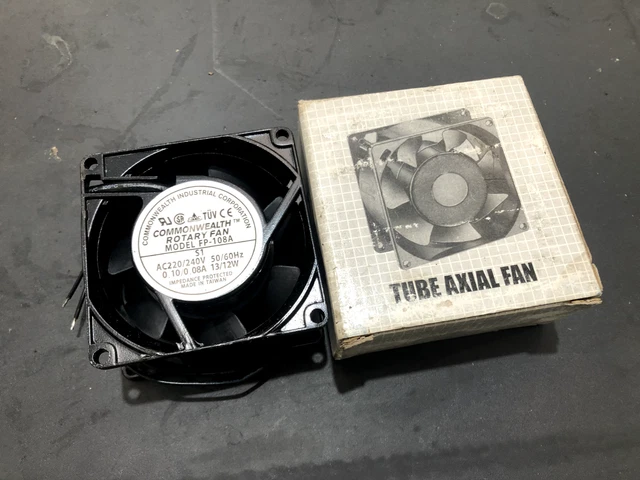 COMMONWEALTH INDUSTRIAL CORPORATION
TÜV CE
COMMONWEALTH™
ROTARY FAN
MODEL FP-108A
S1
AC220/240V 50/60Hz
0.10/0.08A 13/12W
IMPEDANCE PROTECTED
MADE IN TAIWAN
TUBE AXIAL FAN